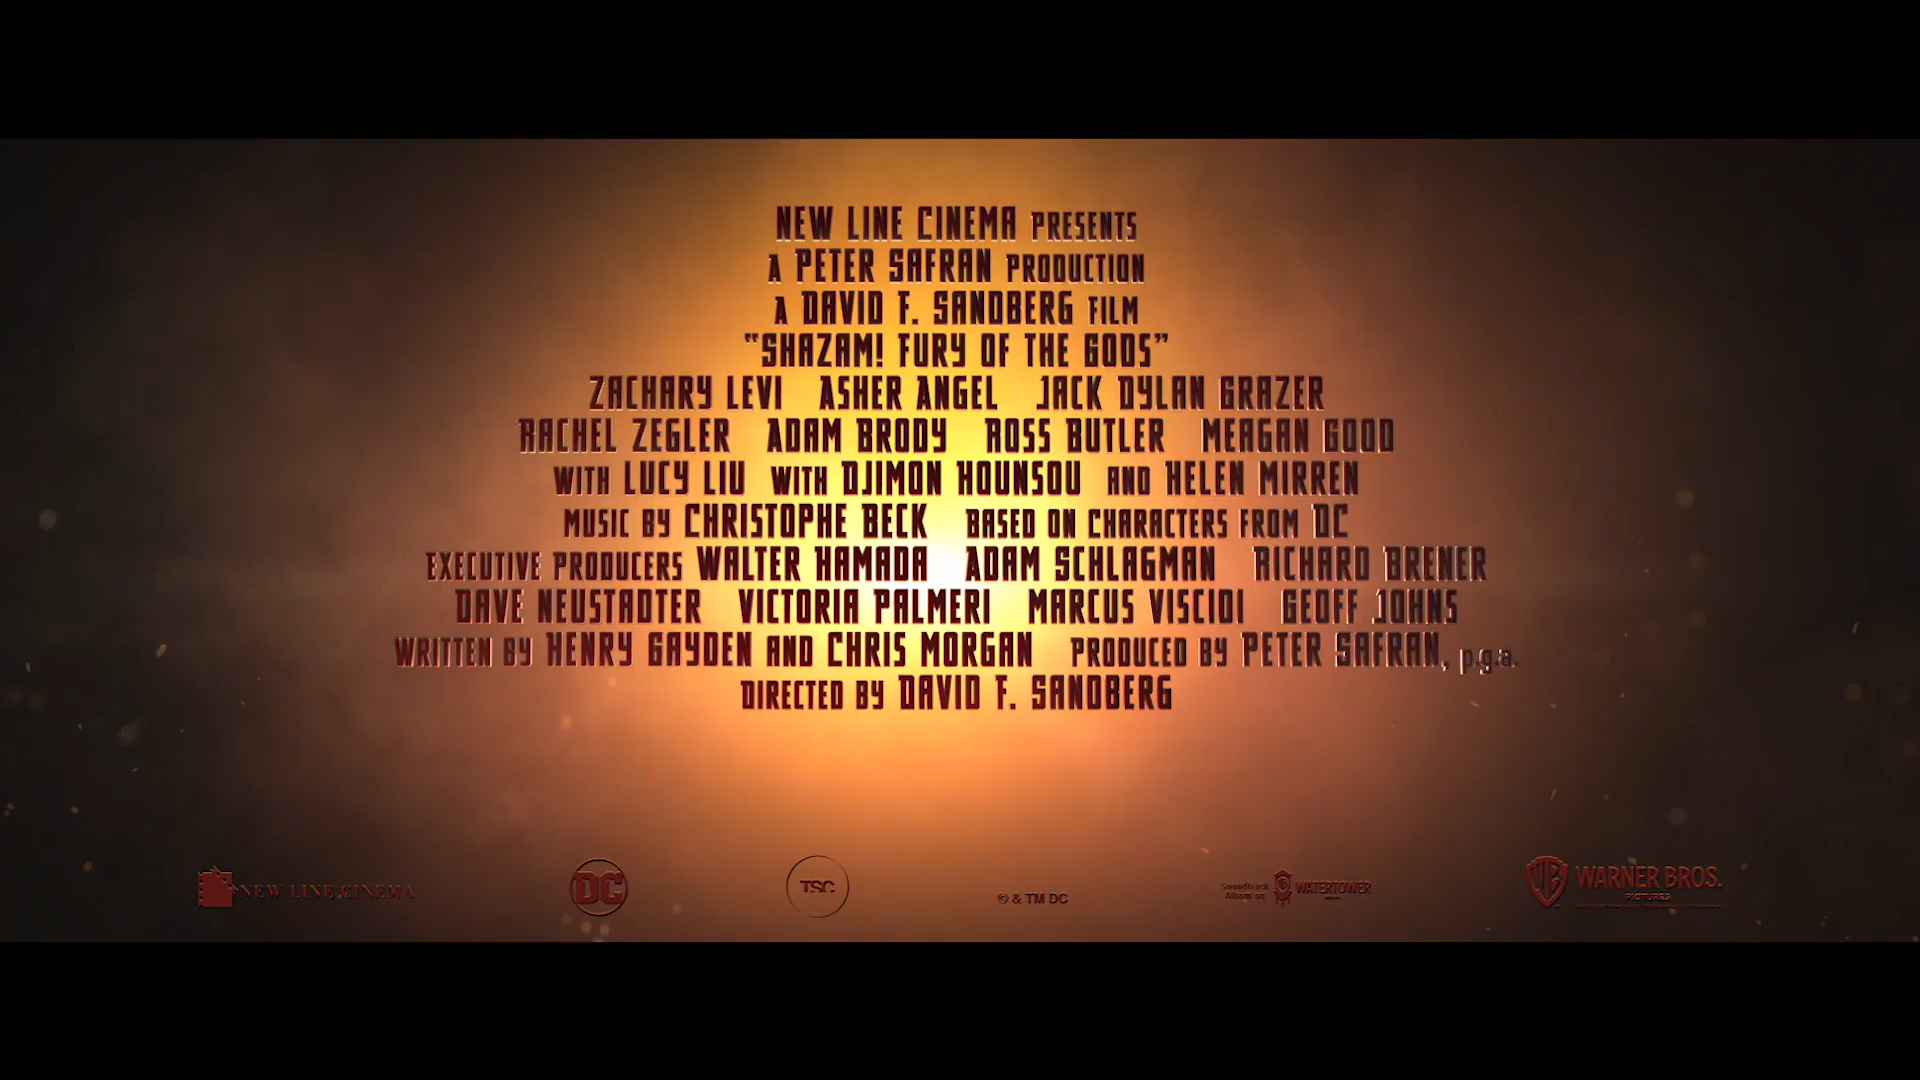 NEW LINE CINEMA PRESENTS
A PETER SAFRAN PRODUCTION
A DAVID F. SANDBERG FILM
“SHAZAM! FURY OF THE GODS”
ZACHARY LEVI ASHER ANGEL JACK DYLAN GRAZER
RACHEL ZEGLER ADAM BRODY ROSS BUTLER MEAGAN GOOD
WITH LUCY LIU WITH DJIMON HOUNSOU AND HELEN MIRREN
MUSIC BY CHRISTOPHE BECK BASED ON CHARACTERS FROM DC
EXECUTIVE PRODUCERS WALTER HAMADA ADAM SCHLAGMAN RICHARD BRENER
DAVE NEUSTADTER VICTORIA PALMERI MARCUS VISCIDI GEOFF JOHNS
WRITTEN BY HENRY GAYDEN AND CHRIS MORGAN PRODUCED BY PETER SAFRAN, p.g.a.
DIRECTED BY DAVID F. SANDBERG
NEW LINE CINEMA
DC
TSC
© & TM DC
Soundtrack
Album on
WATERTOWER
WB
WARNER BROS.
PICTURES